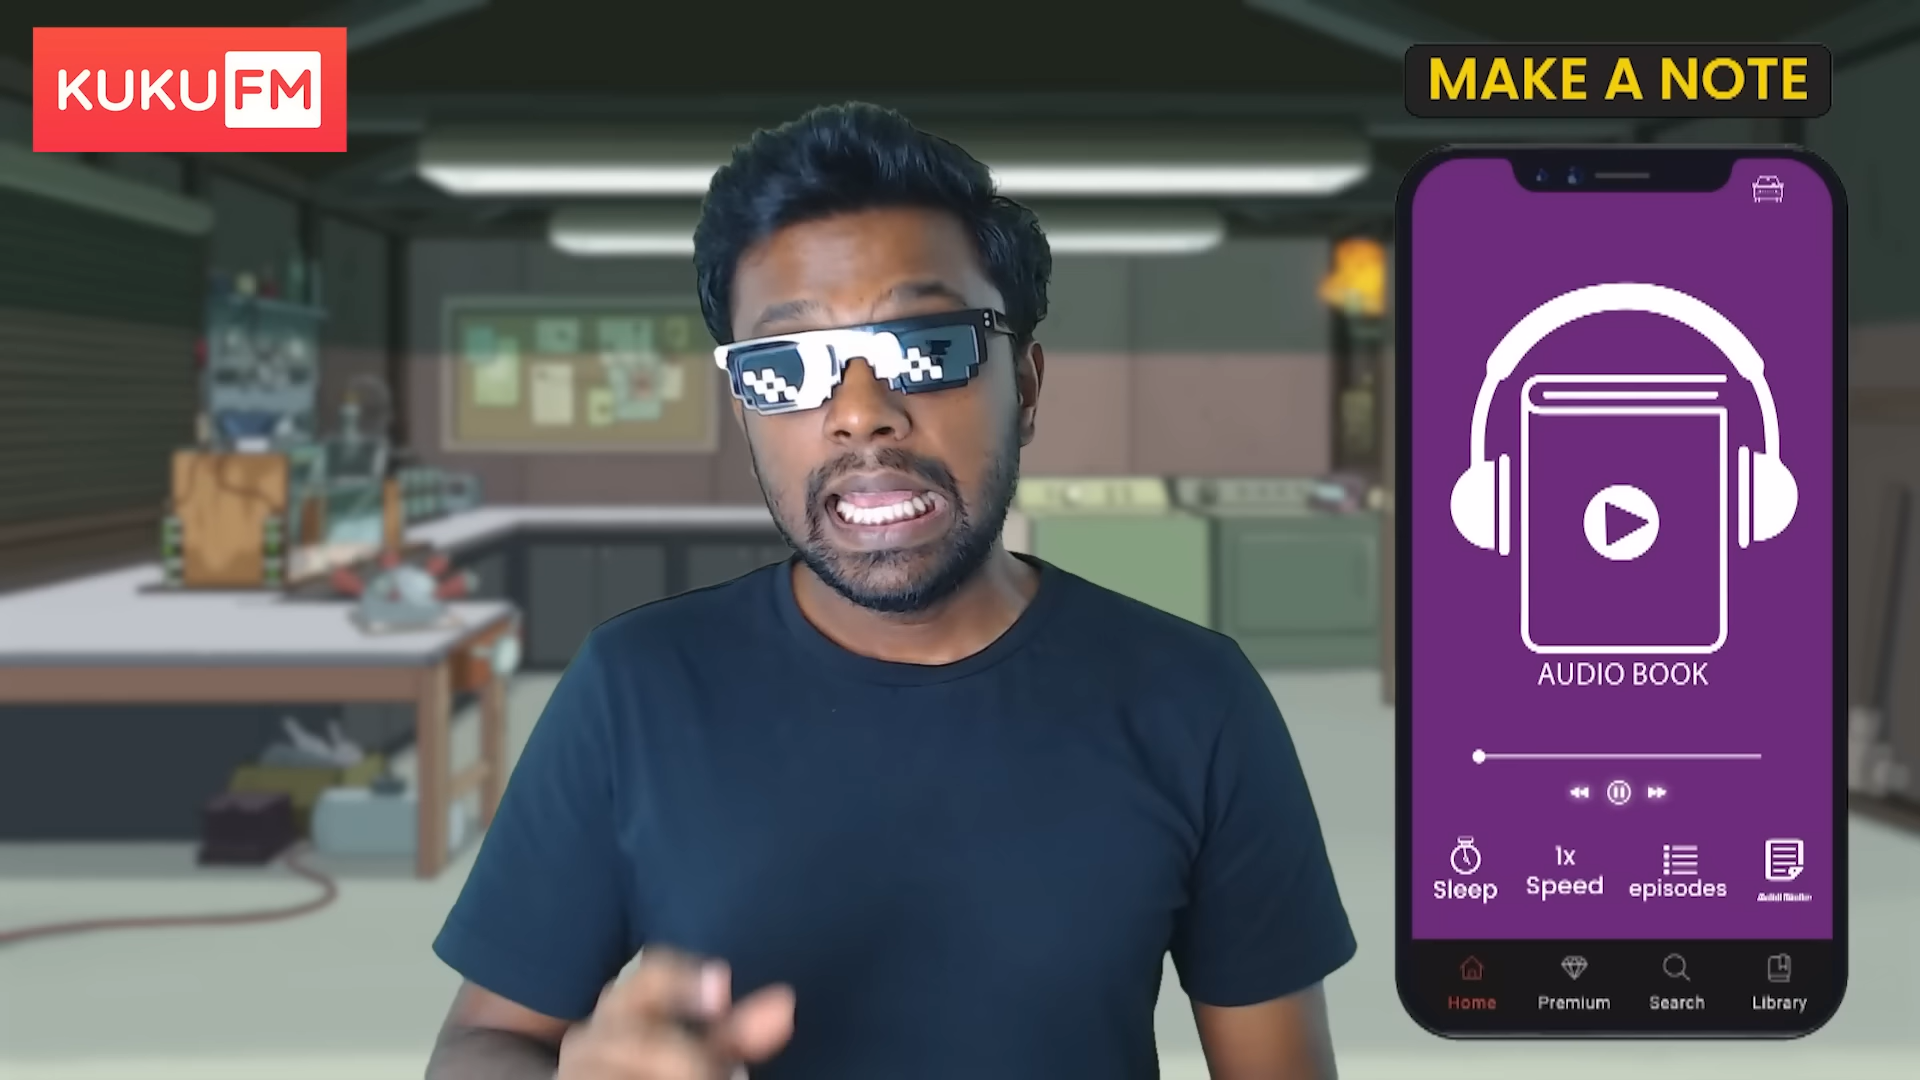 KUKU FM
MAKE A NOTE
AUDIO BOOK
Sleep
1x
Speed
episodes
Home
Premium
Search
Library